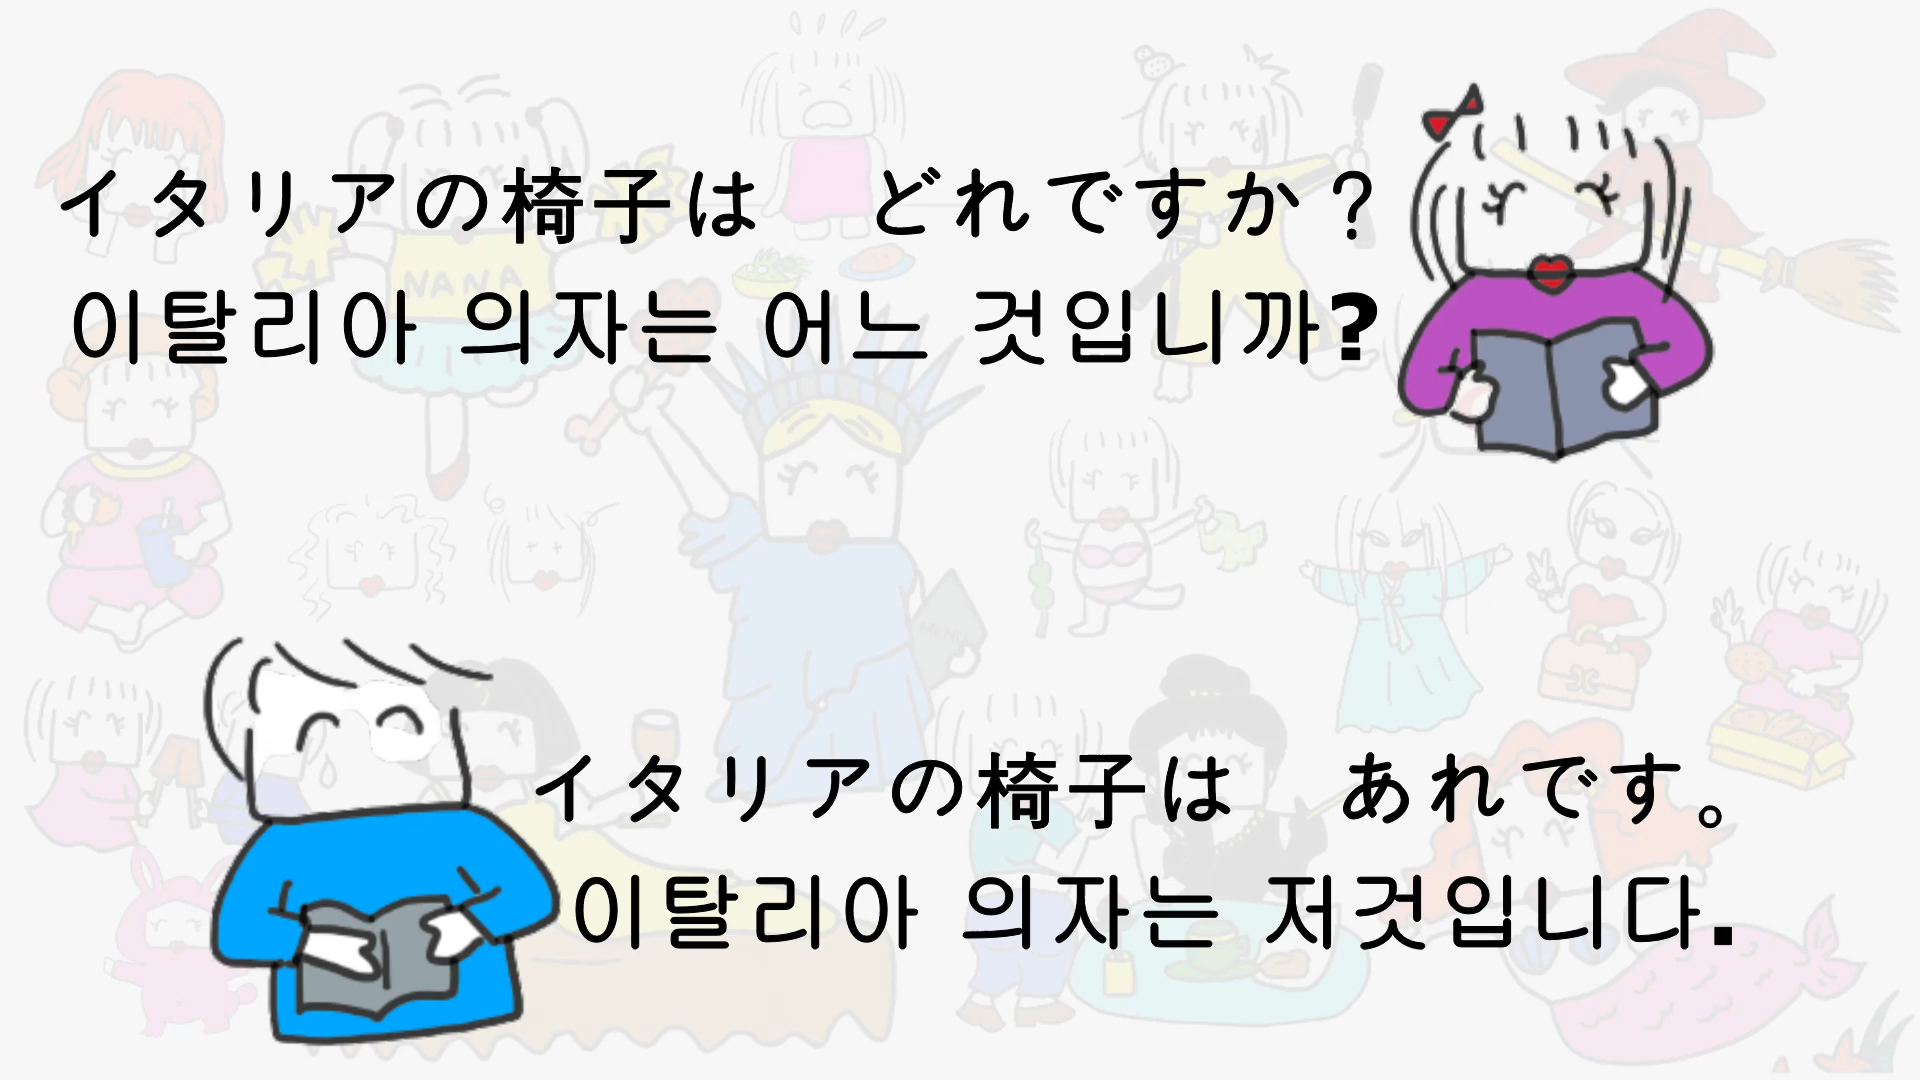 イタリアの椅子は　どれですか？
이탈리아 의자는 어느 것입니까?
NANA
MENU
イタリアの椅子は　あれです。
이탈리아 의자는 저것입니다.